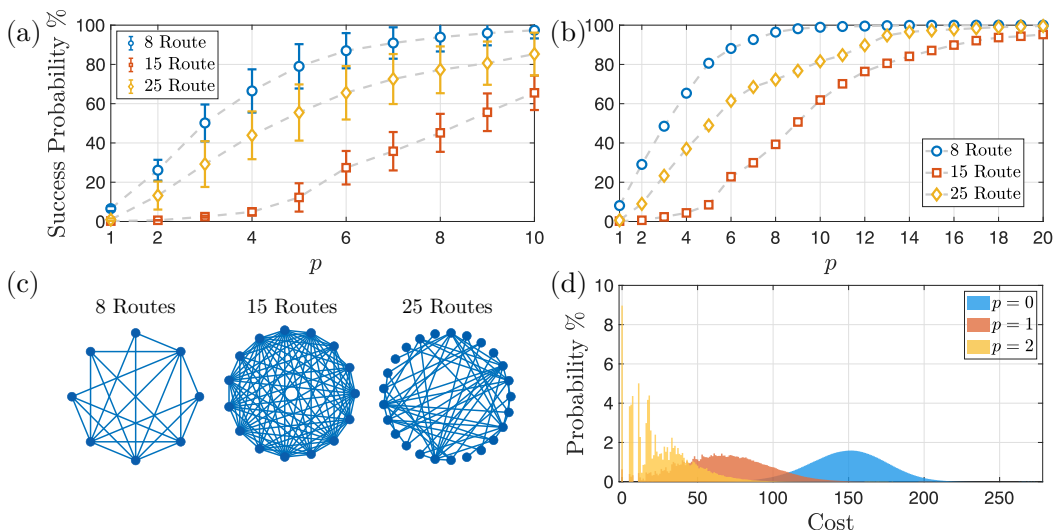 (a)
Success Probability %
100
80
60
40
20
0
8 Route
15 Route
25 Route
1 2 4 6 8 10
p
(b)
100
80
60
40
20
0
8 Route
15 Route
25 Route
1 2 4 6 8 10 12 14 16 18 20
p
(c)
8 Routes 15 Routes 25 Routes
(d)
Probability %
10
8
6
4
2
0
p = 0
p = 1
p = 2
0 50 100 150 200 250
Cost